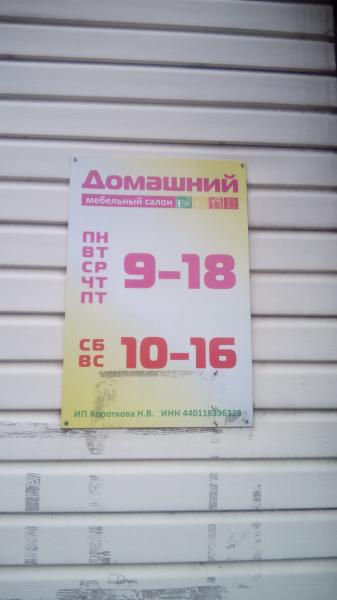 Домашний
мебельный салон
ПН
ВТ
СР
ЧТ
ПТ
9-18
СБ
ВС
10-16
ИП Короткова Н.В. ИНН 440118396339